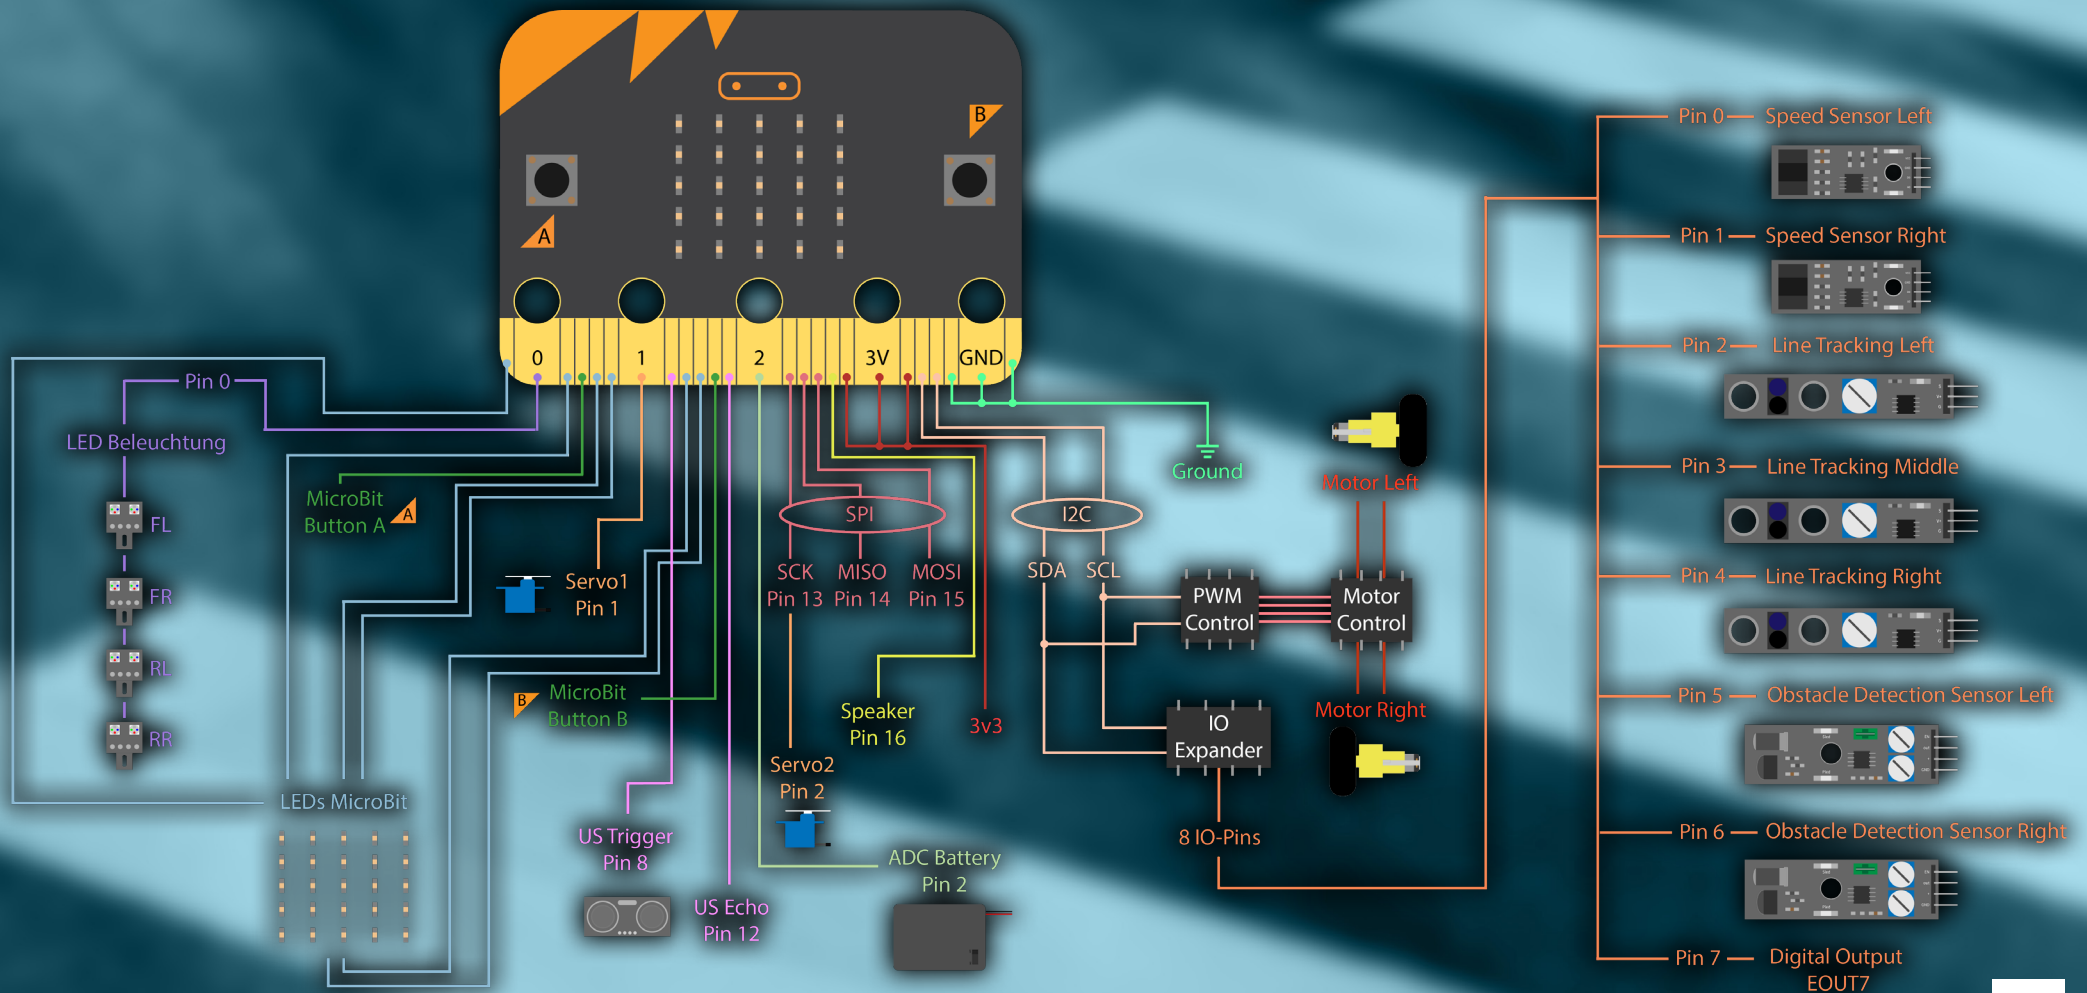 B
A
0
1
2
3V
GND
Pin 0
LED Beleuchtung
FL
FR
RL
RR
MicroBit
Button A
A
LEDs MicroBit
Servo1
Pin 1
B
MicroBit
Button B
US Trigger
Pin 8
US Echo
Pin 12
SPI
SCK
Pin 13
MISO
Pin 14
MOSI
Pin 15
Servo2
Pin 2
Speaker
Pin 16
3v3
ADC Battery
Pin 2
I2C
SDA
SCL
Ground
PWM
Control
Motor
Control
Motor Left
Motor Right
IO
Expander
8 IO-Pins
Pin 0
Speed Sensor Left
Pin 1
Speed Sensor Right
Pin 2
Line Tracking Left
Pin 3
Line Tracking Middle
Pin 4
Line Tracking Right
Pin 5
Obstacle Detection Sensor Left
Pin 6
Obstacle Detection Sensor Right
Pin 7
Digital Output
EOUT7